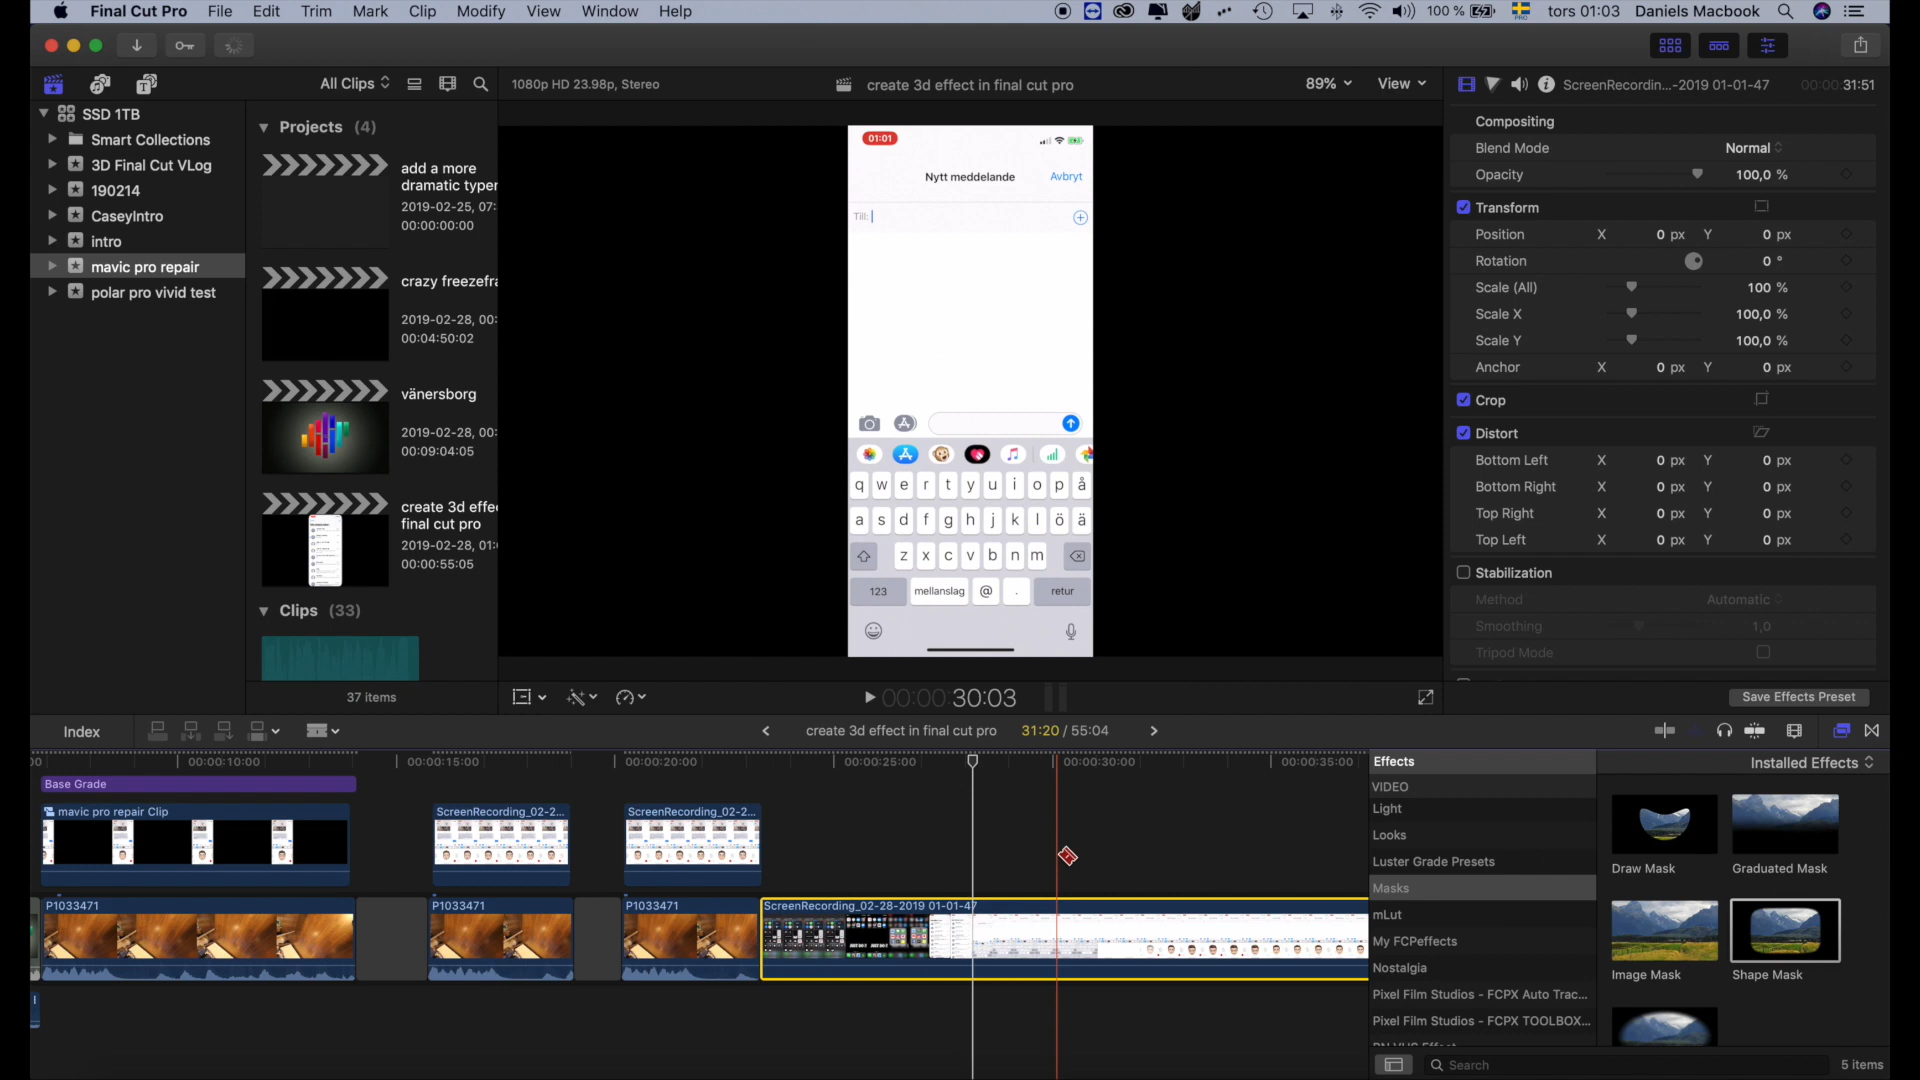 Final Cut Pro File Edit Trim Mark Clip Modify View Window Help 100 % tors 01:03 Daniels Macbook
All Clips 1080p HD 23.98p, Stereo create 3d effect in final cut pro 89% View ScreenRecordin...-2019 01-01-47 00:00:31:51
SSD 1TB
Smart Collections
3D Final Cut VLog
190214
CaseyIntro
intro
mavic pro repair
polar pro vivid test
Projects (4)
add a more
dramatic typer
2019-02-25, 07:
00:00:00:00
crazy freezefra
2019-02-28, 00:
00:04:50:02
vänersborg
2019-02-28, 00:
00:09:04:05
create 3d effe
final cut pro
2019-02-28, 01:
00:00:55:05
Clips (33)
37 items
01:01
Nytt meddelande Avbryt
Till:
q w e r t y u i o p å
a s d f g h j k l ö ä
z x c v b n m
123 mellanslag @ . retur
00:00:30:03
Compositing
Blend Mode Normal
Opacity 100,0 %
Transform
Position X 0 px Y 0 px
Rotation 0 °
Scale (All) 100 %
Scale X 100,0 %
Scale Y 100,0 %
Anchor X 0 px Y 0 px
Crop
Distort
Bottom Left X 0 px Y 0 px
Bottom Right X 0 px Y 0 px
Top Right X 0 px Y 0 px
Top Left X 0 px Y 0 px
Stabilization
Method Automatic
Smoothing 1,0
Tripod Mode
Save Effects Preset
Index create 3d effect in final cut pro 31:20 / 55:04
00 00:00:10:00 00:00:15:00 00:00:20:00 00:00:25:00 00:00:30:00 00:00:35:00
Base Grade
mavic pro repair Clip ScreenRecording_02-2... ScreenRecording_02-2...
P1033471 P1033471 P1033471 ScreenRecording_02-28-2019 01-01-47
Effects Installed Effects
VIDEO
Light
Looks
Luster Grade Presets
Masks
mLut
My FCPeffects
Nostalgia
Pixel Film Studios - FCPX Auto Trac...
Pixel Film Studios - FCPX TOOLBOX...
Draw Mask Graduated Mask
Image Mask Shape Mask
Search 5 items